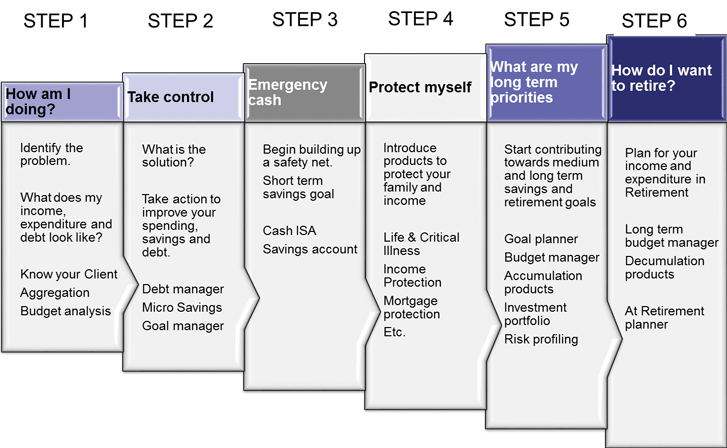 STEP 1
STEP 2
STEP 3
STEP 4
STEP 5
STEP 6
How am I
doing?
Identify the
problem.
What does my
income,
expenditure and
debt look like?
Know your Client
Aggregation
Budget analysis
Take control
What is the
solution?
Take action to
improve your
spending,
savings and
debt.
Debt manager
Micro Savings
Goal manager
Emergency
cash
Begin building up
a safety net.
Short term
savings goal
Cash ISA
Savings account
Protect myself
Introduce
products to
protect your
family and
income
Life & Critical
Illness
Income
Protection
Mortgage
protection
Etc.
What are my
long term
priorities
Start contributing
towards medium
and long term
savings and
retirement goals
Goal planner
Budget manager
Accumulation
products
Investment
portfolio
Risk profiling
How do I want
to retire?
Plan for your
income and
expenditure in
Retirement
Long term
budget manager
Decumulation
products
At Retirement
planner